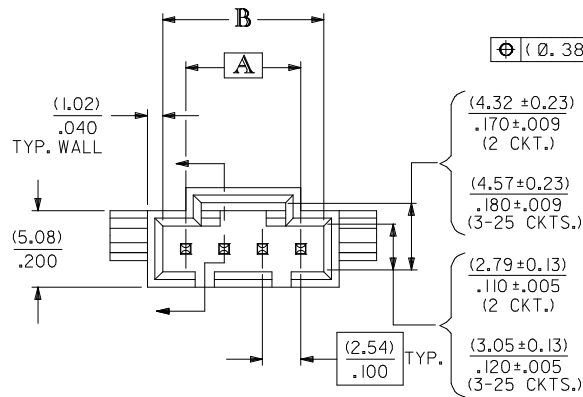 B
A
⌖ (Ø.38
(1.02)
.040
TYP. WALL
(4.32 ±0.23)
.170±.009
(2 CKT.)
(4.57±0.23)
.180±.009
(3-25 CKTS.)
(5.08)
.200
(2.79±0.13)
.110±.005
(2 CKT.)
(2.54)
.100
TYP.
(3.05±0.13)
.120±.005
(3-25 CKTS.)